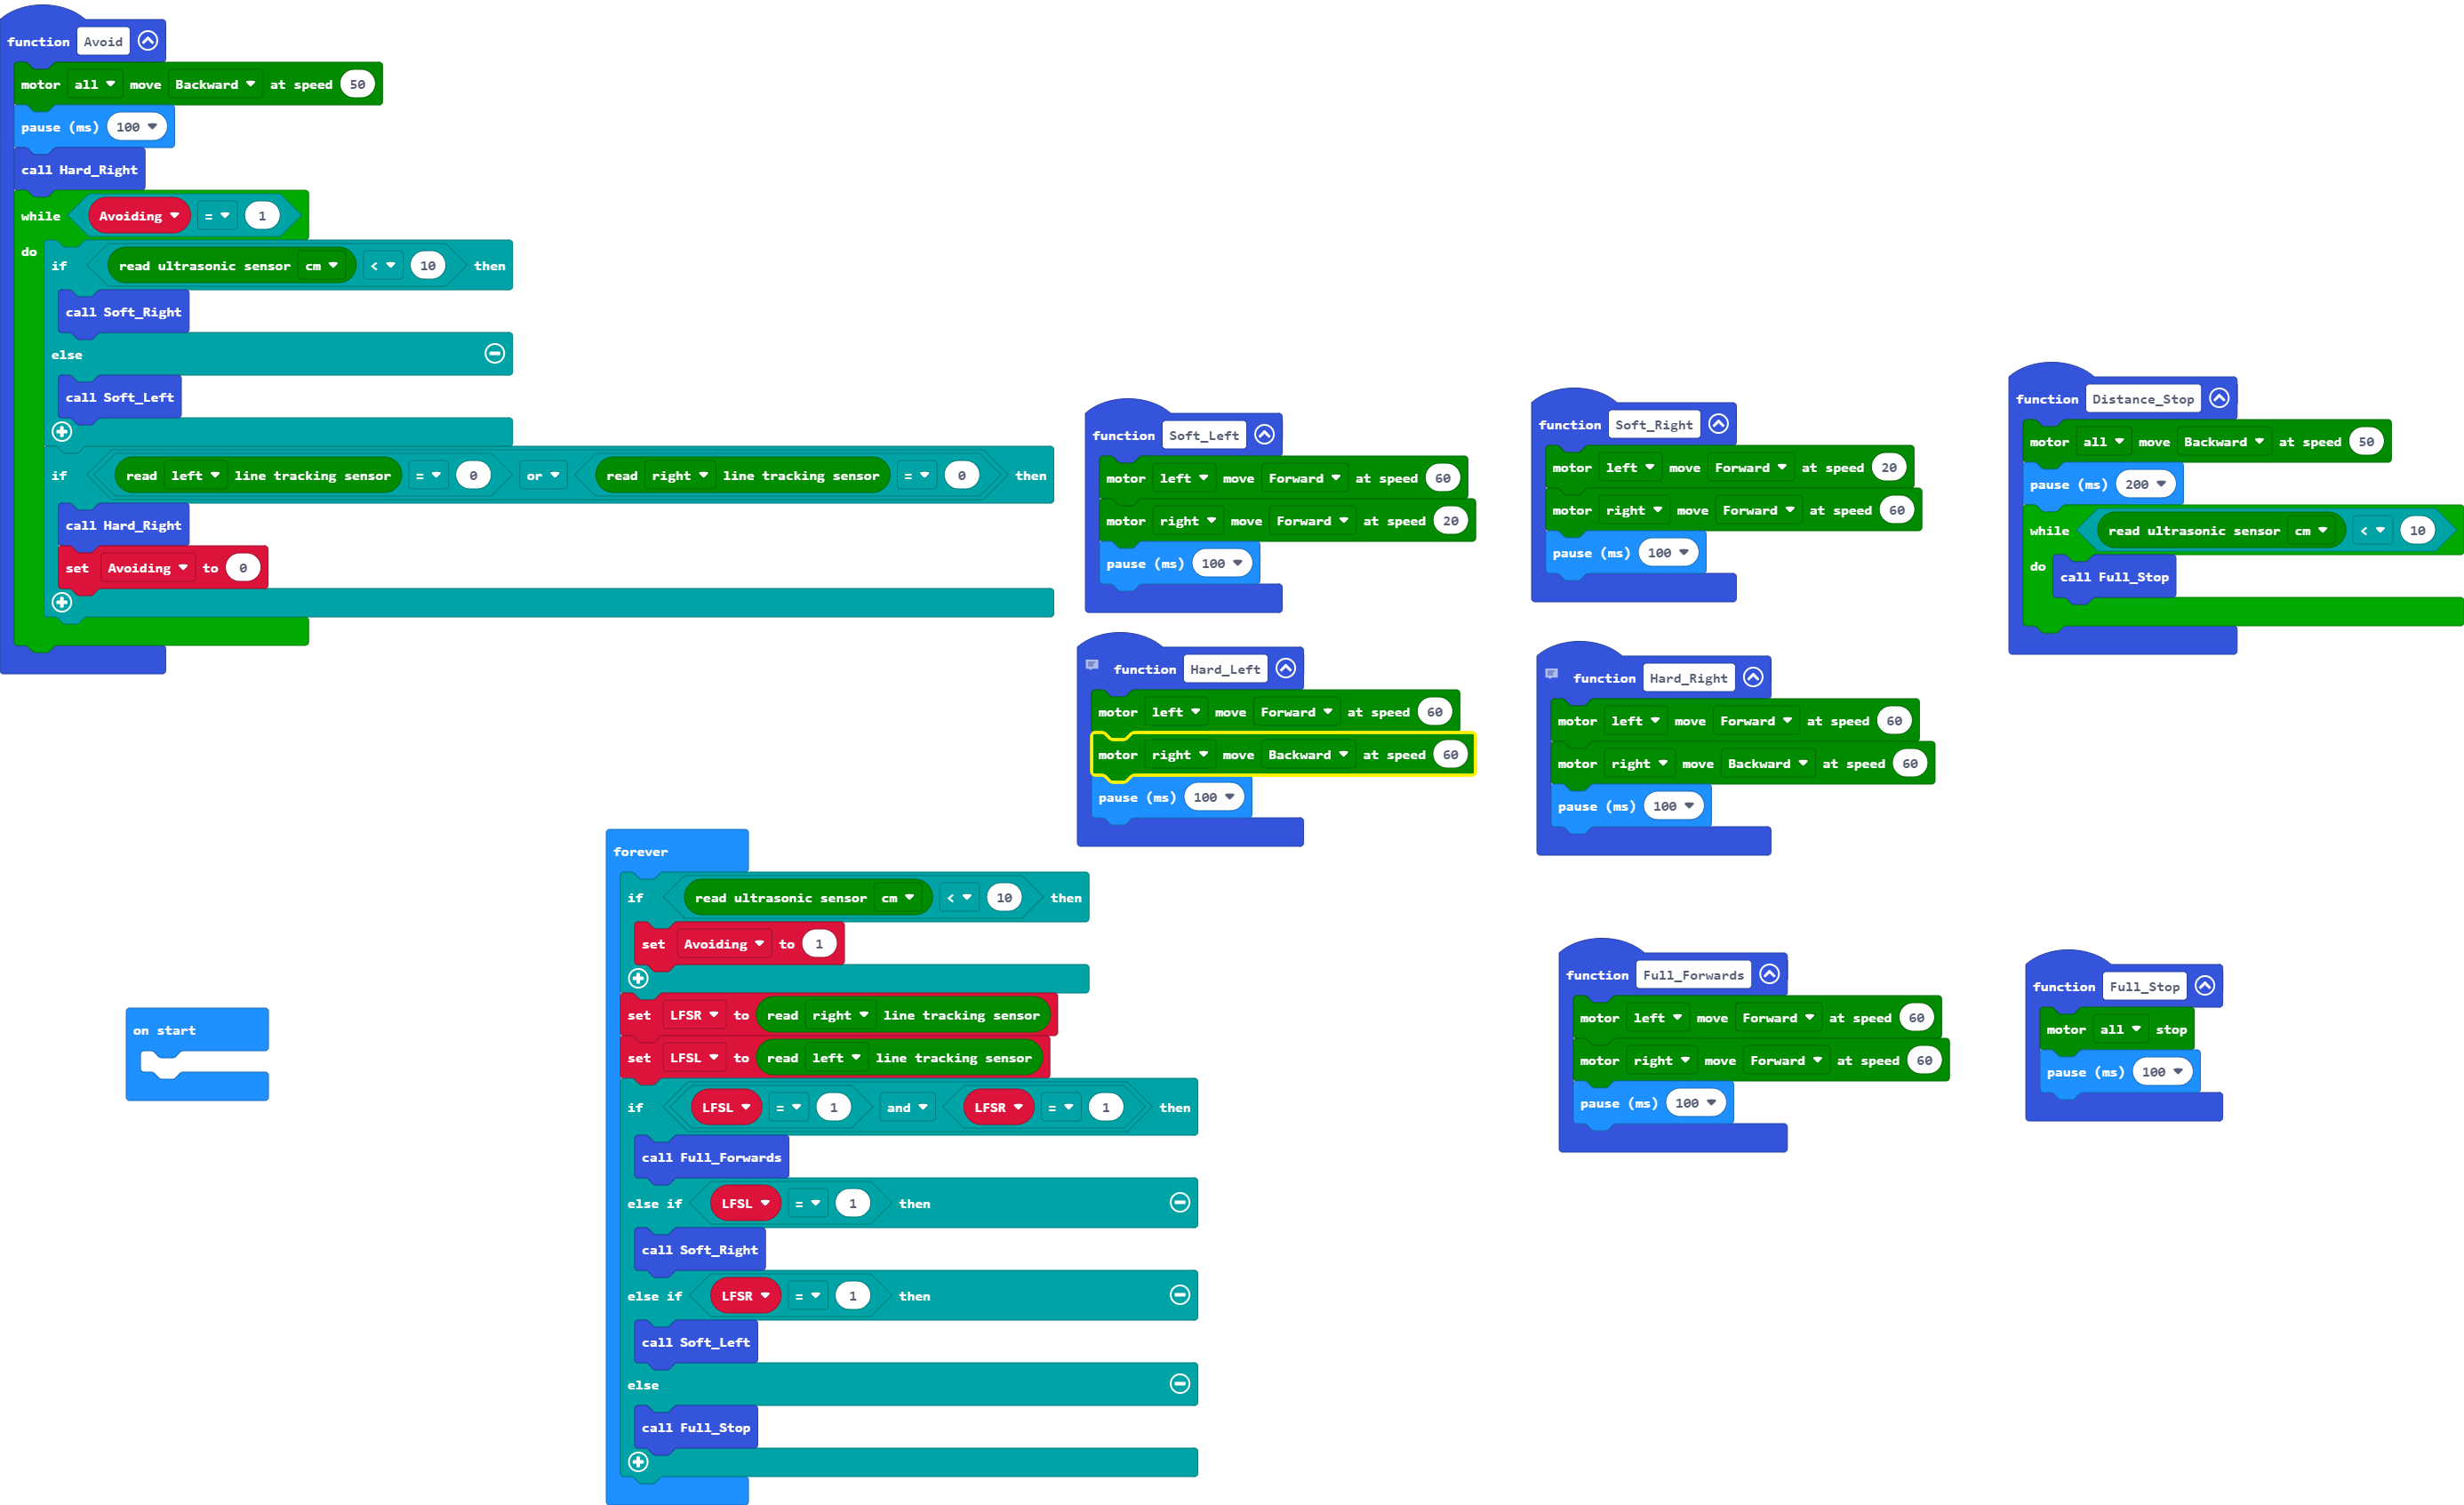 function Avoid
motor all move Backward at speed 50
pause (ms) 100
call Hard_Right
while Avoiding = 1
do
if read ultrasonic sensor cm < 10 then
call Soft_Right
else
call Soft_Left
if read left line tracking sensor = 0 or read right line tracking sensor = 0 then
call Hard_Right
set Avoiding to 0
function Soft_Left
motor left move Forward at speed 60
motor right move Forward at speed 20
pause (ms) 100
function Soft_Right
motor left move Forward at speed 20
motor right move Forward at speed 60
pause (ms) 100
function Distance_Stop
motor all move Backward at speed 50
pause (ms) 200
while read ultrasonic sensor cm < 10
do call Full_Stop
function Hard_Left
motor left move Forward at speed 60
motor right move Backward at speed 60
pause (ms) 100
function Hard_Right
motor left move Forward at speed 60
motor right move Backward at speed 60
pause (ms) 100
on start
forever
if read ultrasonic sensor cm < 10 then
set Avoiding to 1
set LFSR to read right line tracking sensor
set LFSL to read left line tracking sensor
if LFSL = 1 and LFSR = 1 then
call Full_Forwards
else if LFSL = 1 then
call Soft_Right
else if LFSR = 1 then
call Soft_Left
else
call Full_Stop
function Full_Forwards
motor left move Forward at speed 60
motor right move Forward at speed 60
pause (ms) 100
function Full_Stop
motor all stop
pause (ms) 100